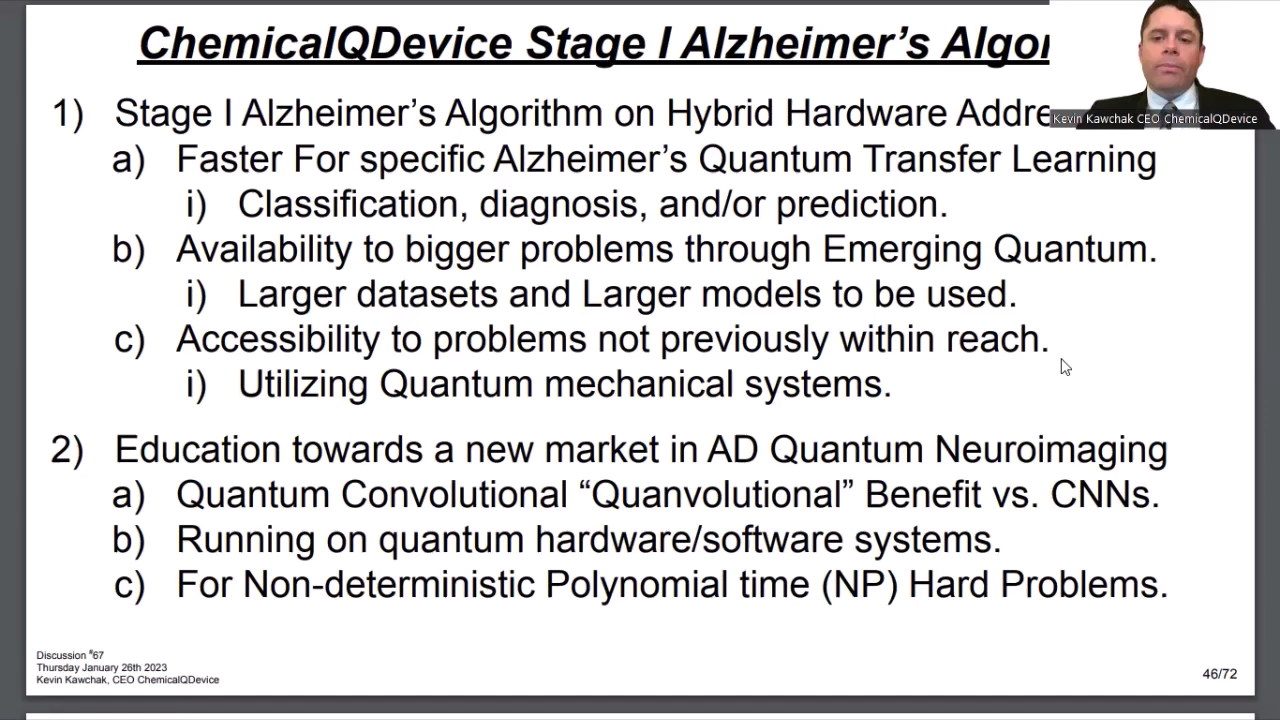 ChemicalQDevice Stage I Alzheimer's
1) Stage I Alzheimer's Algorithm on Hybrid Hardware
Kevin Kawchak CEO ChemicalQDevice
a) Faster For specific Alzheimer's Quantum Transfer Learning
i) Classification, diagnosis, and/or prediction.
b) Availability to bigger problems through Emerging Quantum.
i) Larger datasets and Larger models to be used.
c) Accessibility to problems not previously within reach.
i) Utilizing Quantum mechanical systems.
2) Education towards a new market in AD Quantum Neuroimaging
a) Quantum Convolutional “Quanvolutional” Benefit vs. CNNs.
b) Running on quantum hardware/software systems.
c) For Non-deterministic Polynomial time (NP) Hard Problems.
Discussion #67
Thursday January 26th 2023
Kevin Kawchak, CEO ChemicalQDevice
46/72